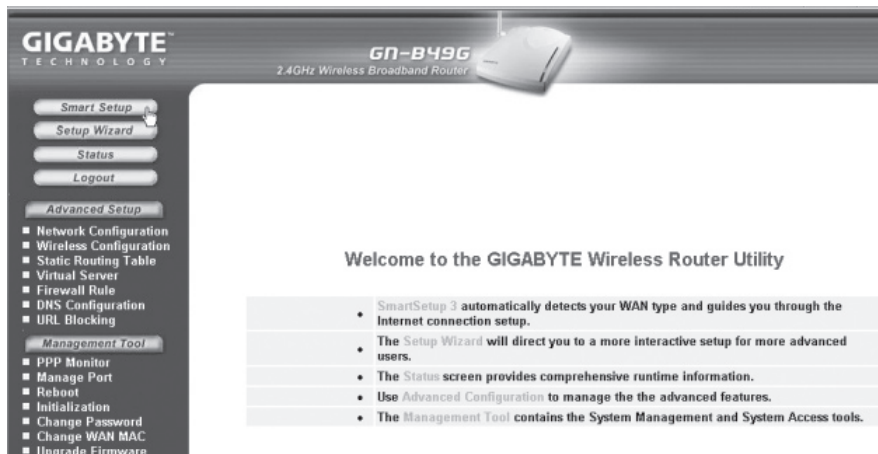 GIGABYTE™
TECHNOLOGY
GN-B49G
2.4GHz Wireless Broadband Router
Smart Setup
Setup Wizard
Status
Logout
Advanced Setup
Network Configuration
Wireless Configuration
Static Routing Table
Virtual Server
Firewall Rule
DNS Configuration
URL Blocking
Management Tool
PPP Monitor
Manage Port
Reboot
Initialization
Change Password
Change WAN MAC
Upgrade Firmware
Welcome to the GIGABYTE Wireless Router Utility
• SmartSetup 3 automatically detects your WAN type and guides you through the
Internet connection setup.
• The Setup Wizard will direct you to a more interactive setup for more advanced
users.
• The Status screen provides comprehensive runtime information.
• Use Advanced Configuration to manage the the advanced features.
• The Management Tool contains the System Management and System Access tools.